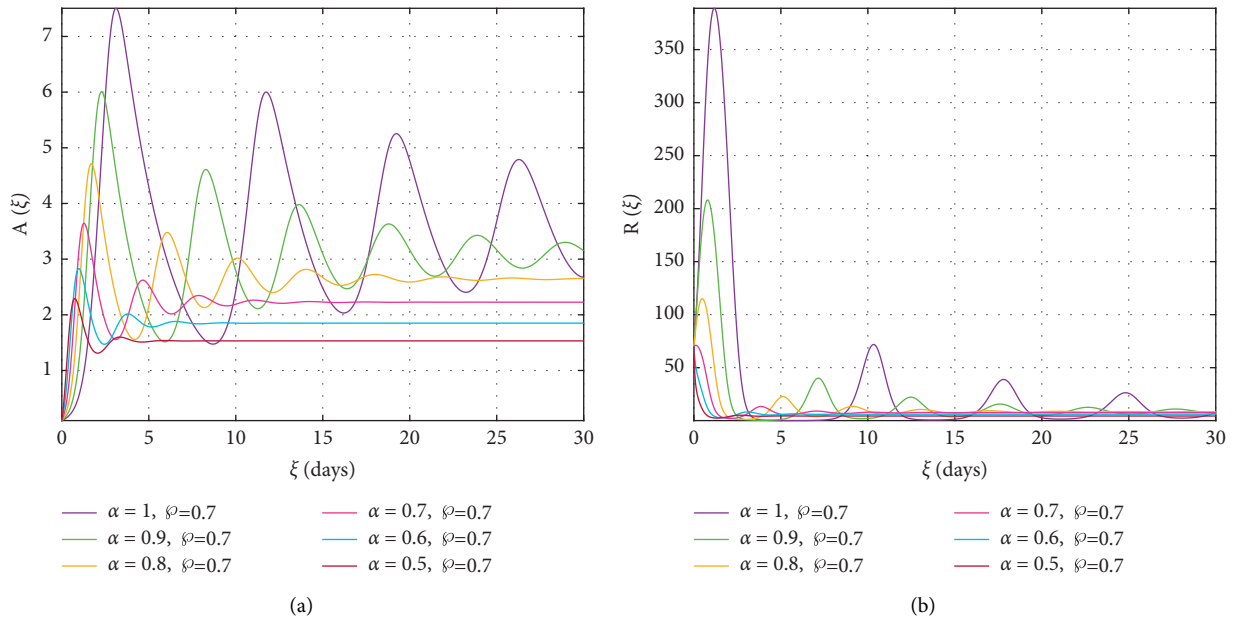 7
6
5
4
3
2
1
A (ξ)
0 5 10 15 20 25 30
ξ (days)
α = 1, ℘=0.7
α = 0.9, ℘=0.7
α = 0.8, ℘=0.7
α = 0.7, ℘=0.7
α = 0.6, ℘=0.7
α = 0.5, ℘=0.7
(a)
350
300
250
200
150
100
50
R (ξ)
0 5 10 15 20 25 30
ξ (days)
α = 1, ℘=0.7
α = 0.9, ℘=0.7
α = 0.8, ℘=0.7
α = 0.7, ℘=0.7
α = 0.6, ℘=0.7
α = 0.5, ℘=0.7
(b)